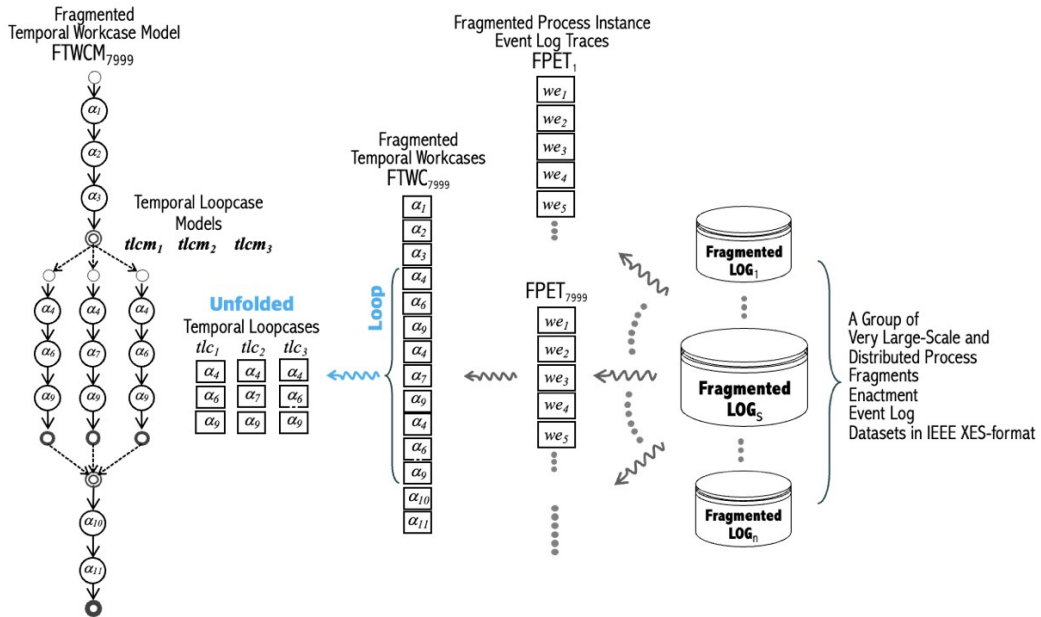 Fragmented
Temporal Workcase Model
FTWCM7999
α1
α2
α3
Temporal Loopcase
Models
tlcm1 tlcm2 tlcm3
α4 α4 α4
α6 α7 α6
α9 α9 α9
α10
α11
Unfolded
Temporal Loopcases
tlc1 tlc2 tlc3
α4 α4 α4
α6 α7 α6
α9 α9 α9
Loop
Fragmented
Temporal Workcases
FTWC7999
α1
α2
α3
α4
α6
α9
α4
α7
α9
α4
α6
α9
α10
α11
Fragmented Process Instance
Event Log Traces
FPET1
we1
we2
we3
we4
we5
FPET7999
we1
we2
we3
we4
we5
Fragmented
LOG1
Fragmented
LOGs
Fragmented
LOGn
A Group of
Very Large-Scale and
Distributed Process
Fragments
Enactment
Event Log
Datasets in IEEE XES-format